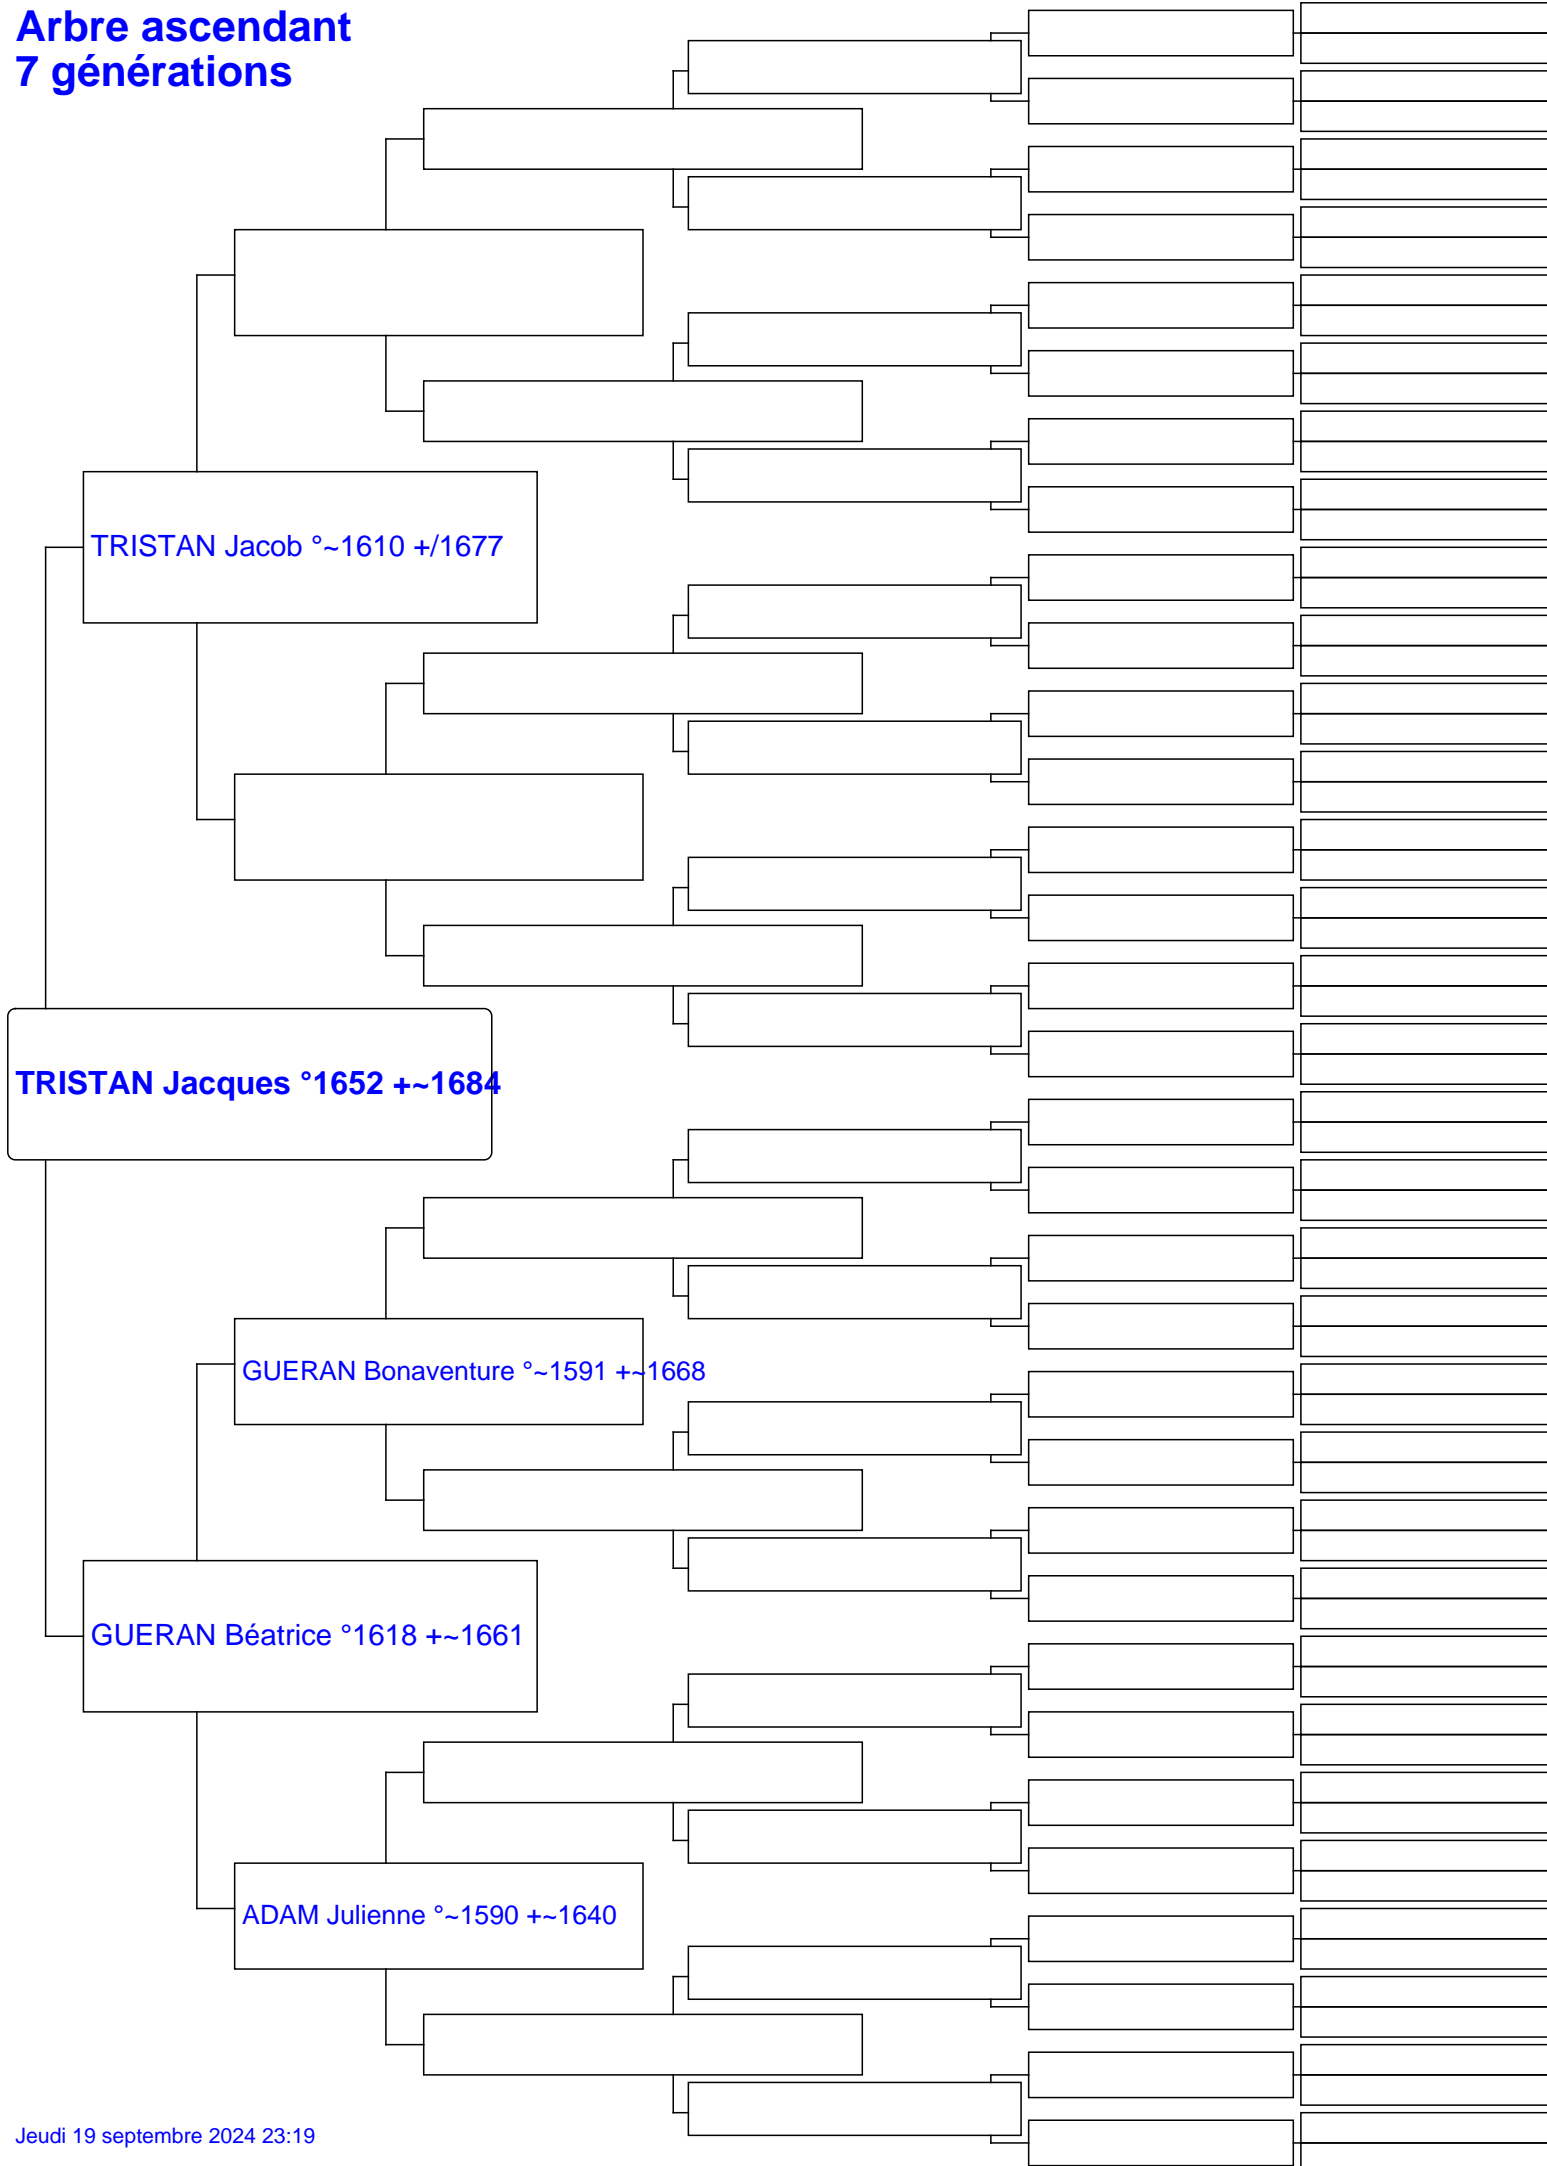 Arbre ascendant
7 générations
TRISTAN Jacob °~1610 +/1677
TRISTAN Jacques °1652 +~1684
GUERAN Bonaventure °~1591 +~1668
GUERAN Béatrice °1618 +~1661
ADAM Julienne °~1590 +~1640
Jeudi 19 septembre 2024 23:19